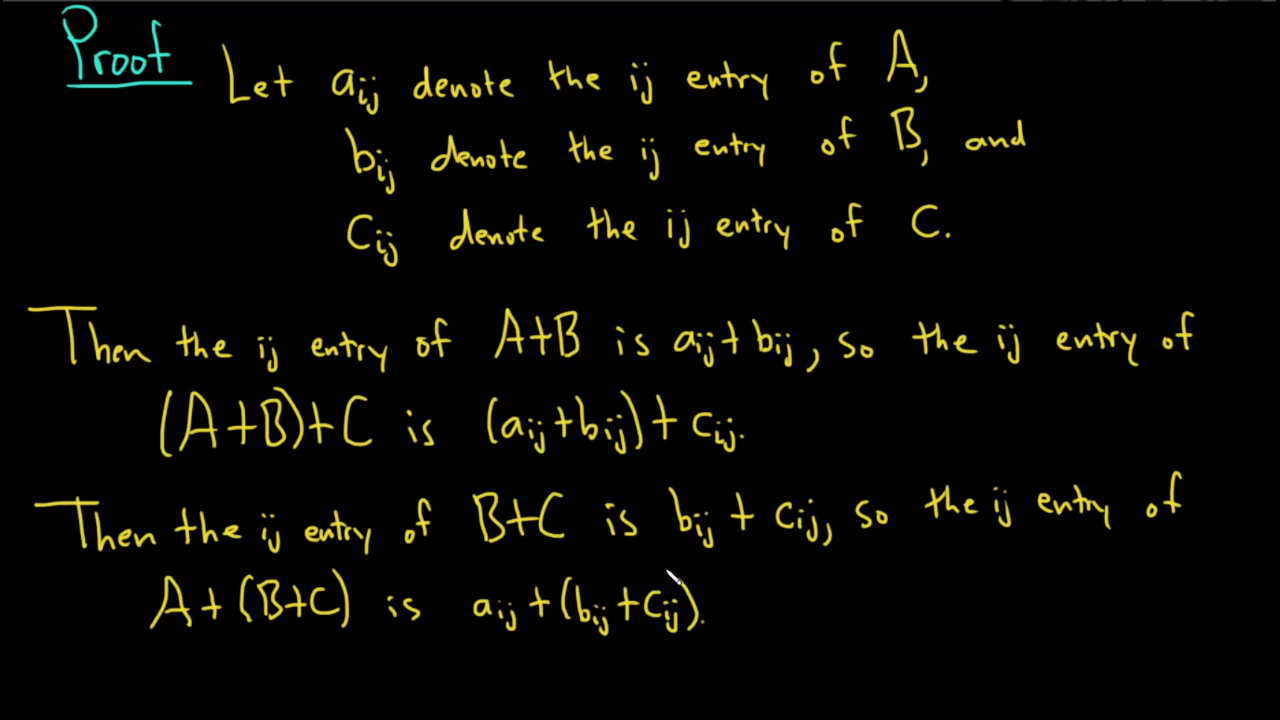 Proof Let aij denote the ij entry of A,
bij denote the ij entry of B, and
Cij denote the ij entry of C.
Then the ij entry of A+B is aij + bij, so the ij entry of
(A+B)+C is (aij+bij) + cij.
Then the ij entry of B+C is bij + cij, so the ij entry of
A+(B+C) is aij+(bij+cij).